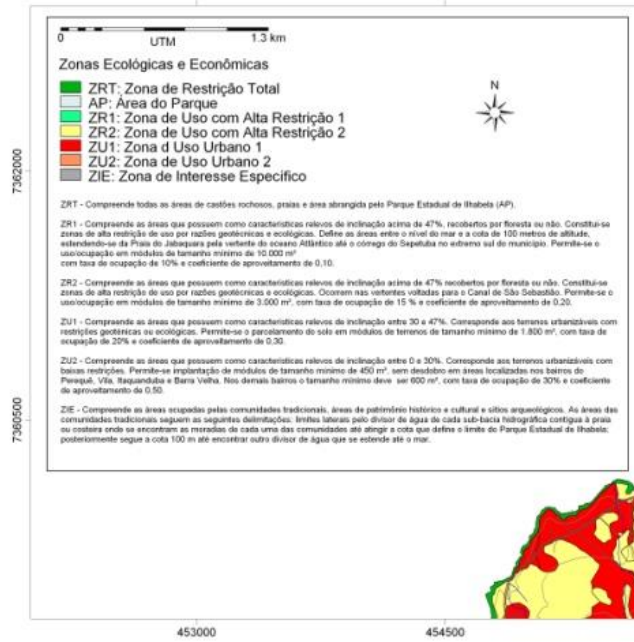 0 1.3 km
UTM
Zonas Ecológicas e Econômicas
ZRT: Zona de Restrição Total
AP: Área do Parque
ZR1: Zona de Uso com Alta Restrição 1
ZR2: Zona de Uso com Alta Restrição 2
ZU1: Zona d Uso Urbano 1
ZU2: Zona de Uso Urbano 2
ZIE: Zona de Interesse Específico
N
ZRT - Compreende todas as áreas de castões rochosos, praias e área abrangida pelo Parque Estadual de Ilhabela (AP).
ZR1 - Compreende as áreas que possuem como características relevos de inclinação acima de 47%, recobertos por floresta ou não. Constitui-se
zonas de alta restrição de uso por razões geotécnicas e ecológicas. Define as áreas entre o nível do mar e a cota de 100 metros de altitude,
estendendo-se da Praia do Jabaquara pela vertente do oceano Atlântico até o córrego do Sepetuba no extremo sul do município. Permite-se o
uso/ocupação em módulos de tamanho mínimo de 10.000 m²
com taxa de ocupação de 10% e coeficiente de aproveitamento de 0,10.
ZR2 - Compreende as áreas que possuem como características relevos de inclinação acima de 47% recobertos por floresta ou não. Constitui-se
zonas de alta restrição de uso por razões geotécnicas e ecológicas. Ocorrem nas vertentes voltadas para o Canal de São Sebastião. Permite-se o
uso/ocupação em módulos de tamanho mínimo de 3.000 m², com taxa de ocupação de 15 % e coeficiente de aproveitamento de 0,20.
ZU1 - Compreende as áreas que possuem como características relevos de inclinação entre 30 e 47%. Corresponde aos terrenos urbanizáveis com
restrições geotênicas ou ecológicas. Permite-se o parcelamento do solo em módulos de terrenos de tamanho mínimo de 1.800 m², com taxa de
ocupação de 20% e coeficiente de aproveitamento de 0,30.
ZU2 - Compreende as áreas que possuem como características relevos de inclinação entre 0 e 30%. Corresponde aos terrenos urbanizáveis com
baixas restrições. Permite-se implantação de módulos de tamanho mínimo de 450 m², sem desdobro em áreas localizadas nos bairros do
Perequê, Vila, Itaquanduba e Barra Velha. Nos demais bairros o tamanho mínimo deve ser 600 m², com taxa de ocupação de 30% e coeficiente
de aproveitamento de 0,50.
ZIE - Compreende as áreas ocupadas pelas comunidades tradicionais, áreas de patrimônio histórico e cultural e sítios arqueológicos. As áreas das
comunidades tradicionais seguem as seguintes delimitações: limites laterais pelo divisor de água de cada sub-bacia hidrográfica contígua à praia
ou costeira onde se encontram as moradias de cada uma das comunidades até atingir a cota que define o limite do Parque Estadual de Ilhabela;
posteriormente segue a cota 100 m até encontrar outro divisor de água que se estende até o mar.
7362000
7360500
453000 454500